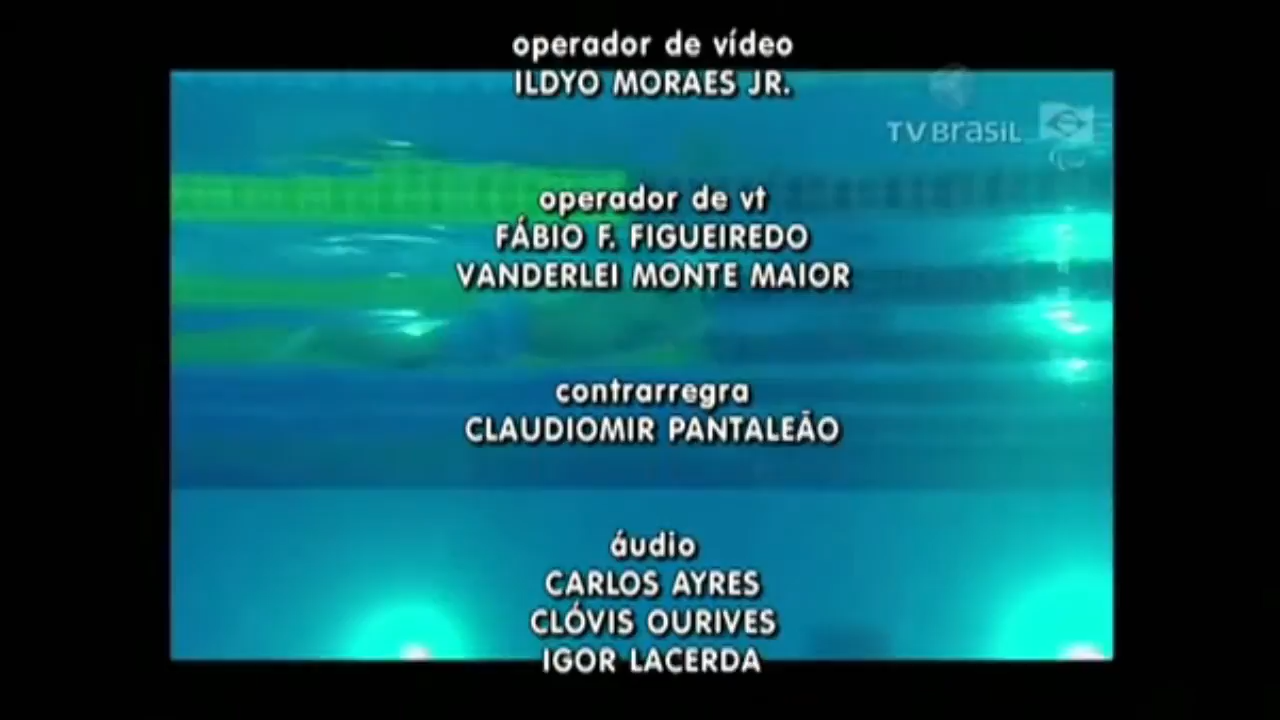 operador de vídeo
ILDYO MORAES JR.
TV BrasiL
operador de vt
FÁBIO F. FIGUEIREDO
VANDERLEI MONTE MAIOR
contrarregra
CLAUDIOMIR PANTALEÃO
áudio
CARLOS AYRES
CLÓVIS OURIVES
IGOR LACERDA